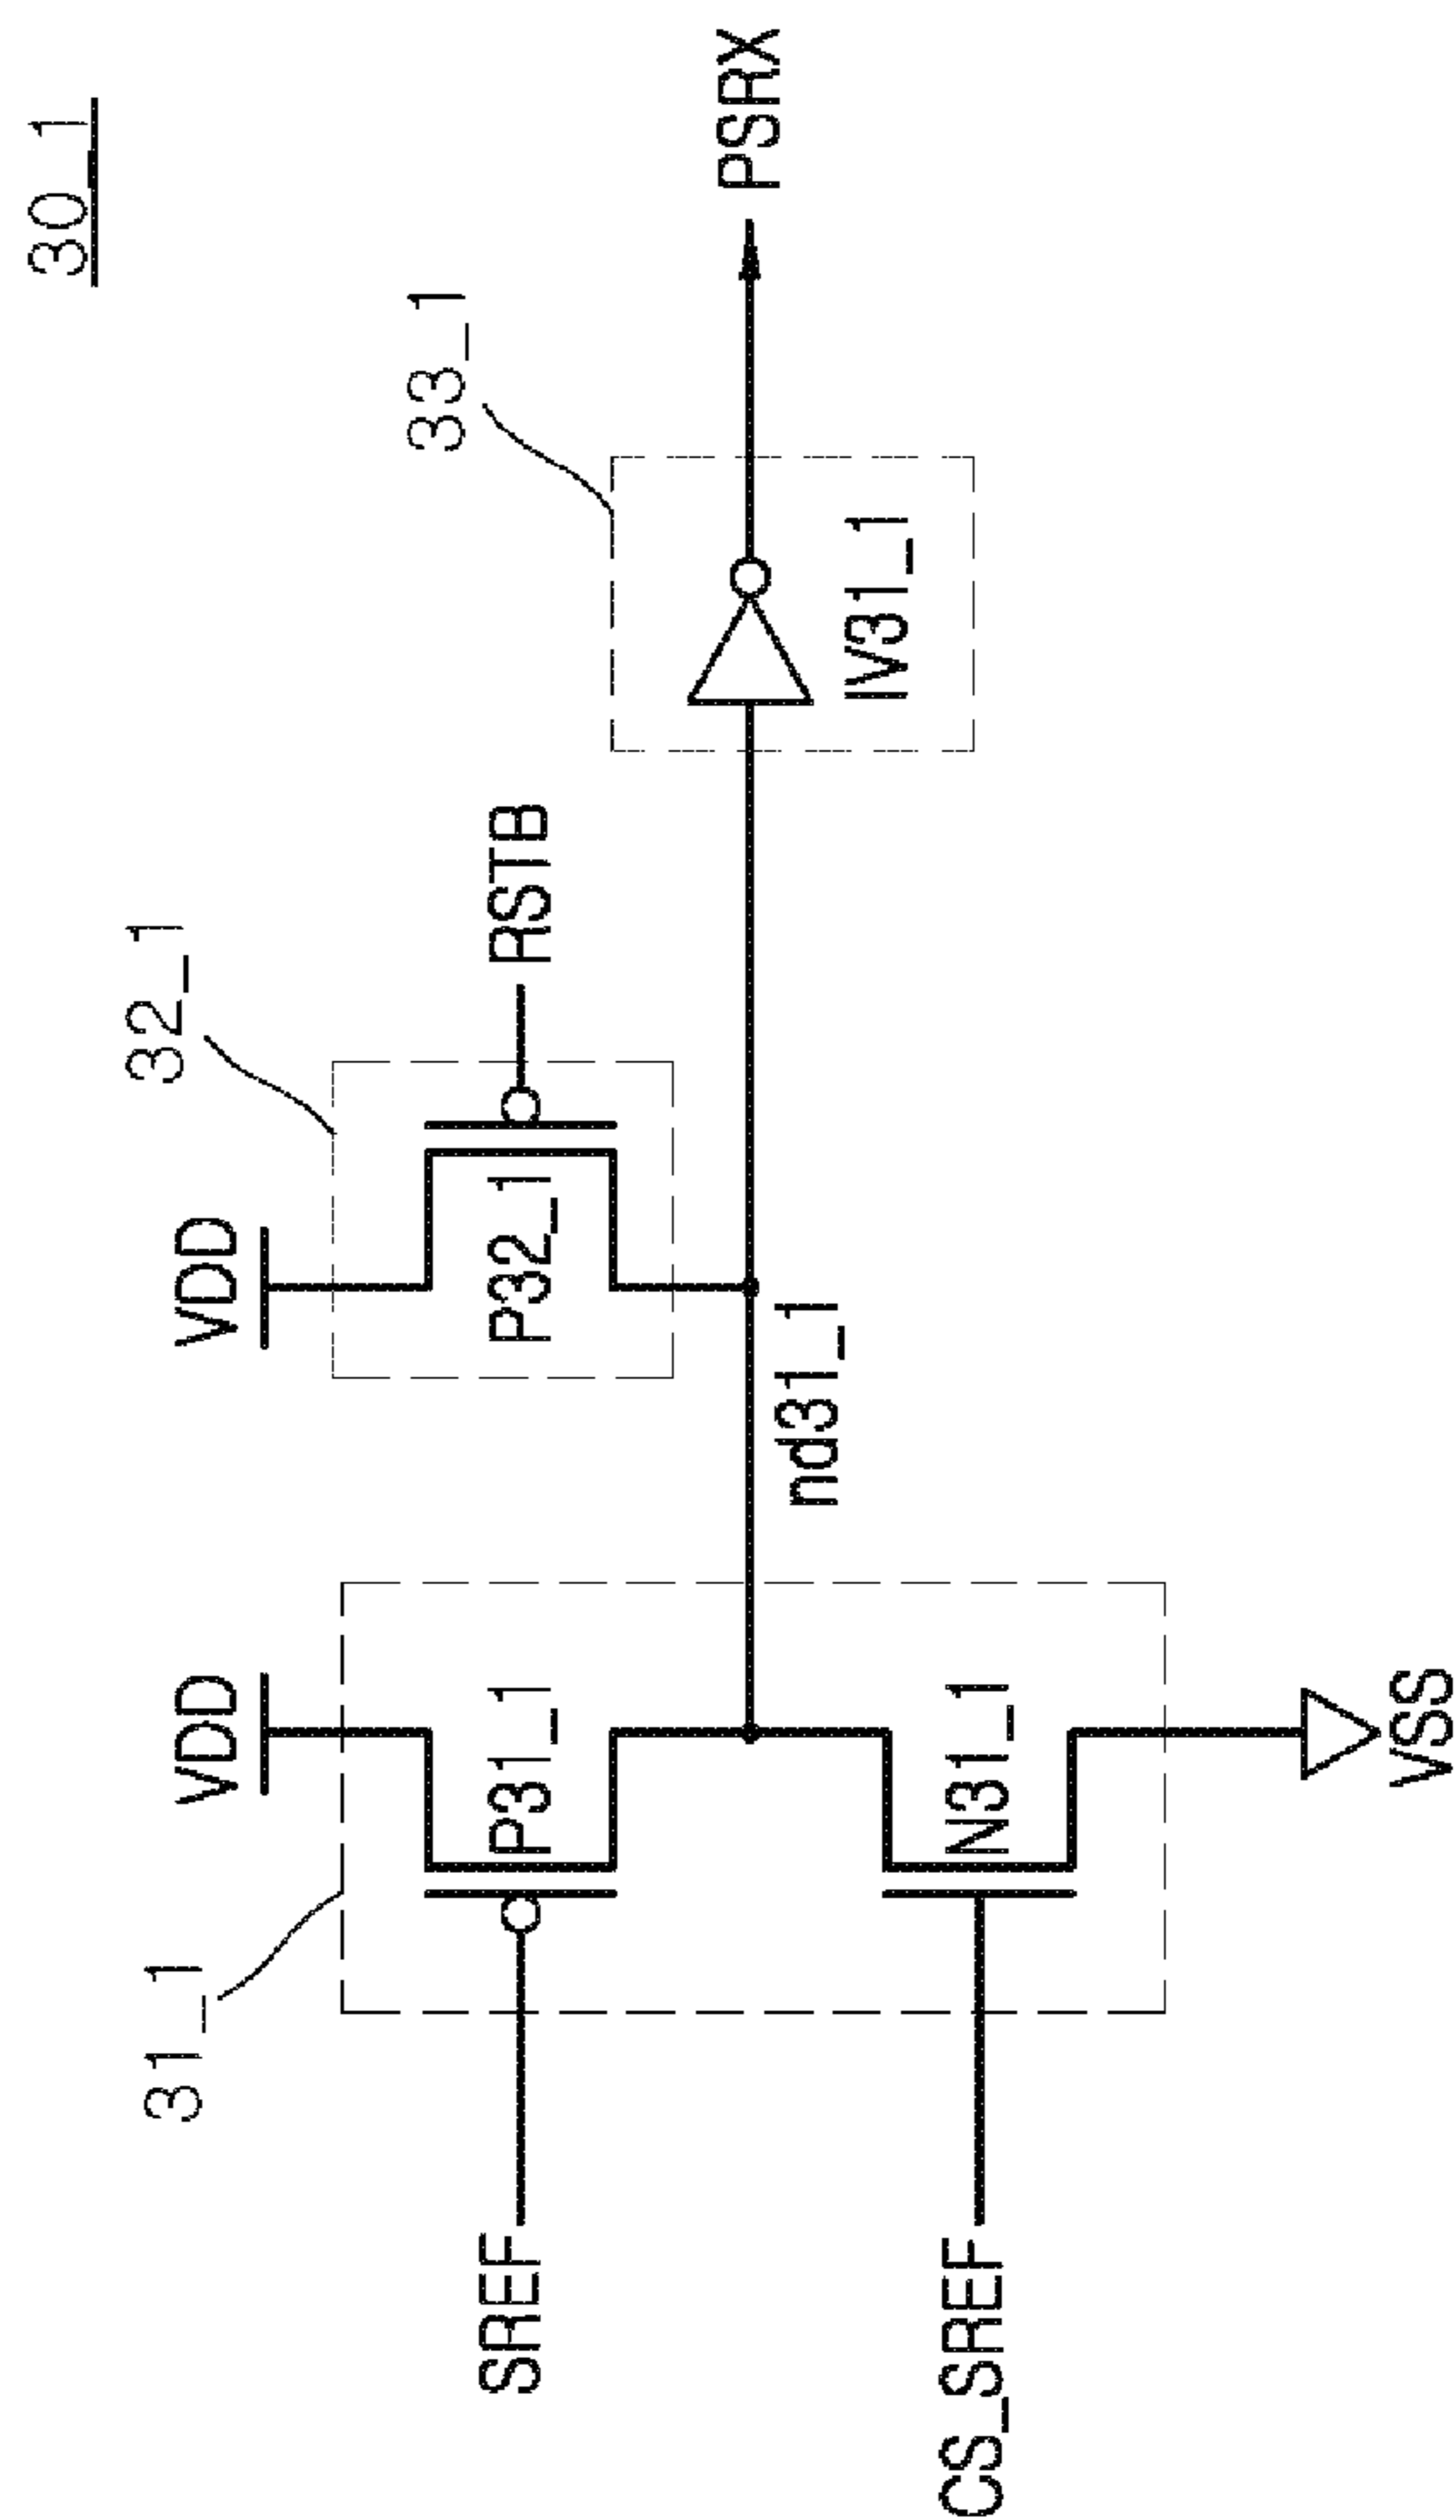 30_1
31_1
VDD
32_1
VDD
33_1
SREF
P31_1
P32_1
RSTB
nd31_1
IV31_1
PSRX
CS_SREF
N31_1
VSS